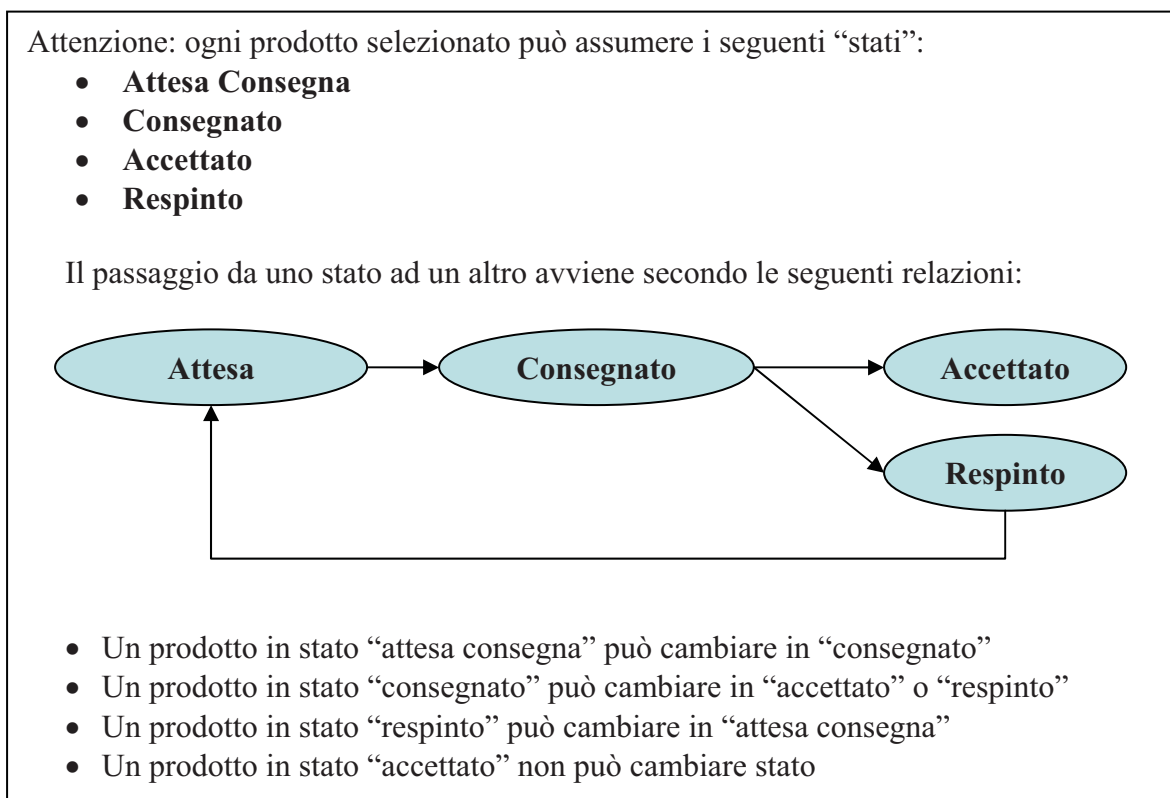 Attenzione: ogni prodotto selezionato può assumere i seguenti “stati”:
• Attesa Consegna
• Consegnato
• Accettato
• Respinto
Il passaggio da uno stato ad un altro avviene secondo le seguenti relazioni:
Attesa
Consegnato
Accettato
Respinto
• Un prodotto in stato “attesa consegna” può cambiare in “consegnato”
• Un prodotto in stato “consegnato” può cambiare in “accettato” o “respinto”
• Un prodotto in stato “respinto” può cambiare in “attesa consegna”
• Un prodotto in stato “accettato” non può cambiare stato